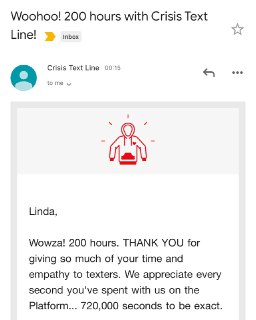 Woohoo! 200 hours with Crisis Text
Line! Inbox
Crisis Text Line 00:15
to me
Linda,
Wowza! 200 hours. THANK YOU for
giving so much of your time and
empathy to texters. We appreciate every
second you've spent with us on the
Platform... 720,000 seconds to be exact.